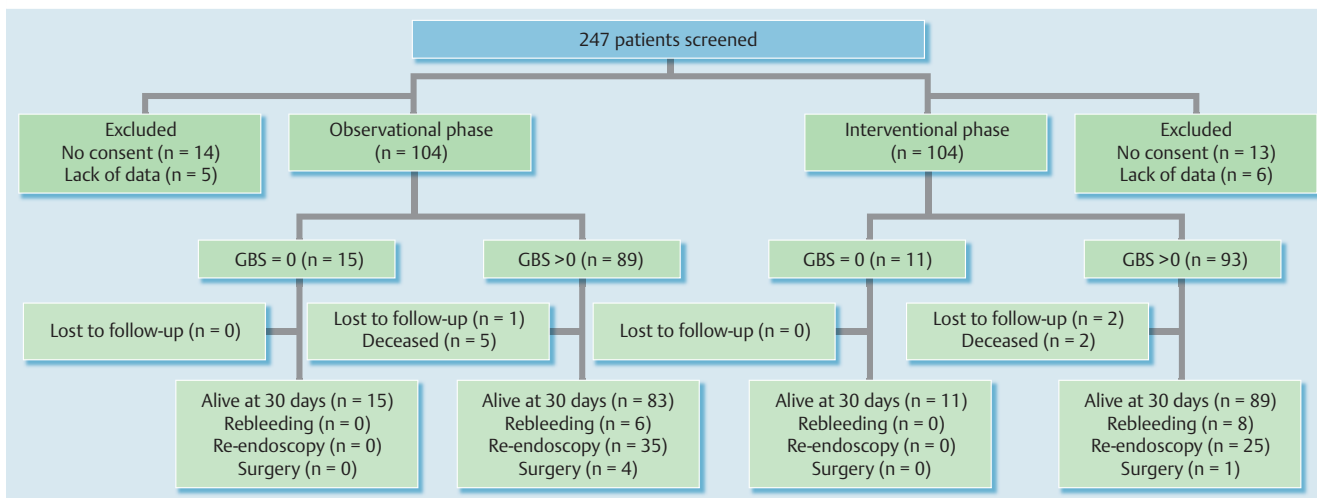 247 patients screened
Excluded
No consent (n = 14)
Lack of data (n = 5)
Observational phase
(n = 104)
Interventional phase
(n = 104)
Excluded
No consent (n = 13)
Lack of data (n = 6)
GBS = 0 (n = 15)
GBS >0 (n = 89)
GBS = 0 (n = 11)
GBS >0 (n = 93)
Lost to follow-up (n = 0)
Lost to follow-up (n = 1)
Deceased (n = 5)
Lost to follow-up (n = 0)
Lost to follow-up (n = 2)
Deceased (n = 2)
Alive at 30 days (n = 15)
Rebleeding (n = 0)
Re-endoscopy (n = 0)
Surgery (n = 0)
Alive at 30 days (n = 83)
Rebleeding (n = 6)
Re-endoscopy (n = 35)
Surgery (n = 4)
Alive at 30 days (n = 11)
Rebleeding (n = 0)
Re-endoscopy (n = 0)
Surgery (n = 0)
Alive at 30 days (n = 89)
Rebleeding (n = 8)
Re-endoscopy (n = 25)
Surgery (n = 1)